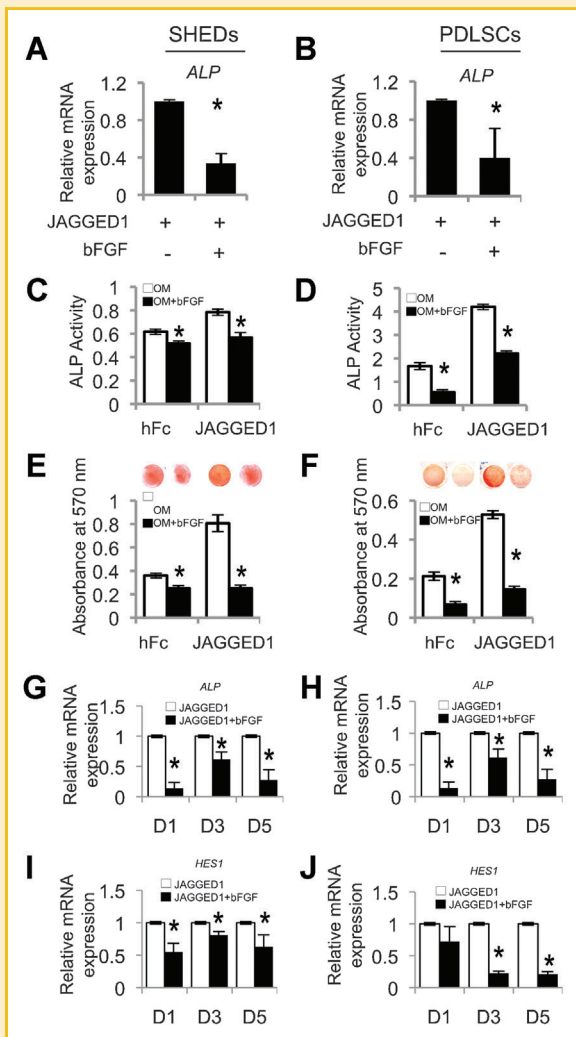 SHEDs
PDLSCs
A
ALP
Relative mRNA
expression
1.2
0.8
0.4
0
*
JAGGED1 + +
bFGF - +
B
ALP
Relative mRNA
expression
1.2
0.8
0.4
0
*
JAGGED1 + +
bFGF - +
C
ALP Activity
1
0.8
0.6
0.4
0.2
0
OM
OM+bFGF
* *
hFc JAGGED1
D
ALP Activity
5
4
3
2
1
0
OM
OM+bFGF
* *
hFc JAGGED1
E
Absorbance at 570 nm
1
0.8
0.6
0.4
0.2
0
OM
OM+bFGF
* *
hFc JAGGED1
F
Absorbance at 570 nm
0.6
0.4
0.2
0
OM
OM+bFGF
* *
hFc JAGGED1
G
ALP
Relative mRNA
expression
1.5
1
0.5
0
JAGGED1
JAGGED1+bFGF
* * *
D1 D3 D5
H
ALP
Relative mRNA
expression
1.5
1
0.5
0
JAGGED1
JAGGED1+bFGF
* * *
D1 D3 D5
I
HES1
Relative mRNA
expression
1.5
1
0.5
0
JAGGED1
JAGGED1+bFGF
* * *
D1 D3 D5
J
HES1
Relative mRNA
expression
1.5
1
0.5
0
JAGGED1
JAGGED1+bFGF
* *
D1 D3 D5